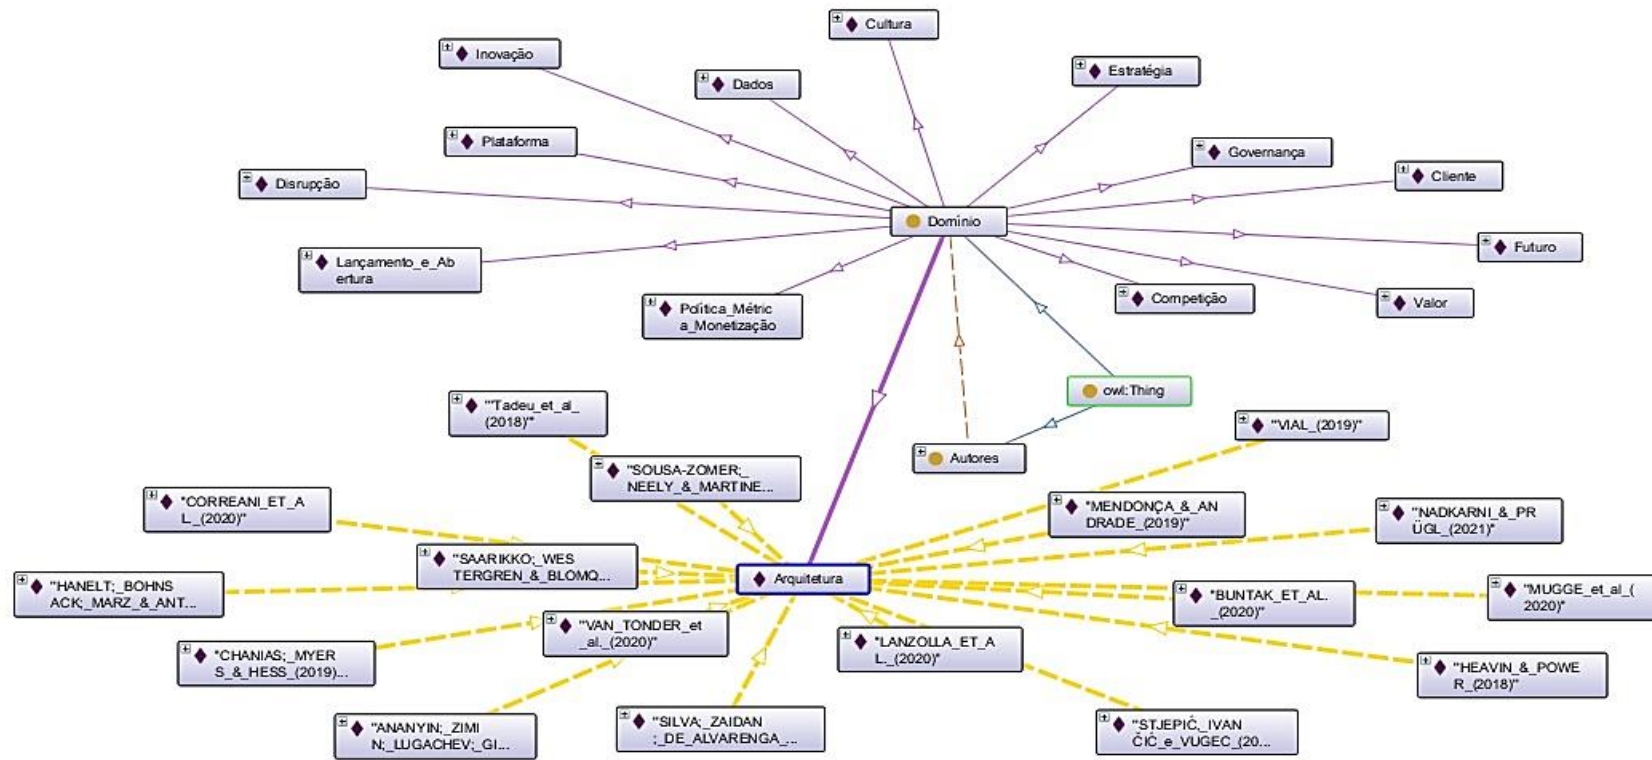 Cultura
Inovação
Dados
Estratégia
Plataforma
Governança
Disrupção
Cliente
Domínio
Futuro
Lançamento_e_Ab
ertura
Política_Métric
a_Monetização
Competição
Valor
owl:Thing
Autores
"'Tadeu_et_al_
(2018)'"
"VIAL_(2019)"
"SOUSA-ZOMER;_
NEELY_&_MARTINE...
"CORREANI_ET_A
L_(2020)"
"MENDONÇA_&_AN
DRADE_(2019)"
"NADKARNI_&_PR
ÜGL_(2021)"
"SAARIKKO;_WES
TERGREN_&_BLOMQ...
"HANELT;_BOHNS
ACK;_MARZ_&_ANT...
Arquitetura
"BUNTAK_ET_AL.
_(2020)"
"MUGGE_et_al_(
2020)"
"VAN_TONDER_et
_al._(2020)"
"LANZOLLA_ET_A
L._(2020)"
"CHANIAS;_MYER
S_&_HESS_(2019)...
"HEAVIN_&_POWE
R_(2018)"
"ANANYIN;_ZIMI
N;_LUGACHEV;_GI...
"SILVA;_ZAIDAN
;_DE_ALVARENGA_...
"STJEPIĆ,_IVAN
ČIĆ_e_VUGEC_(20...